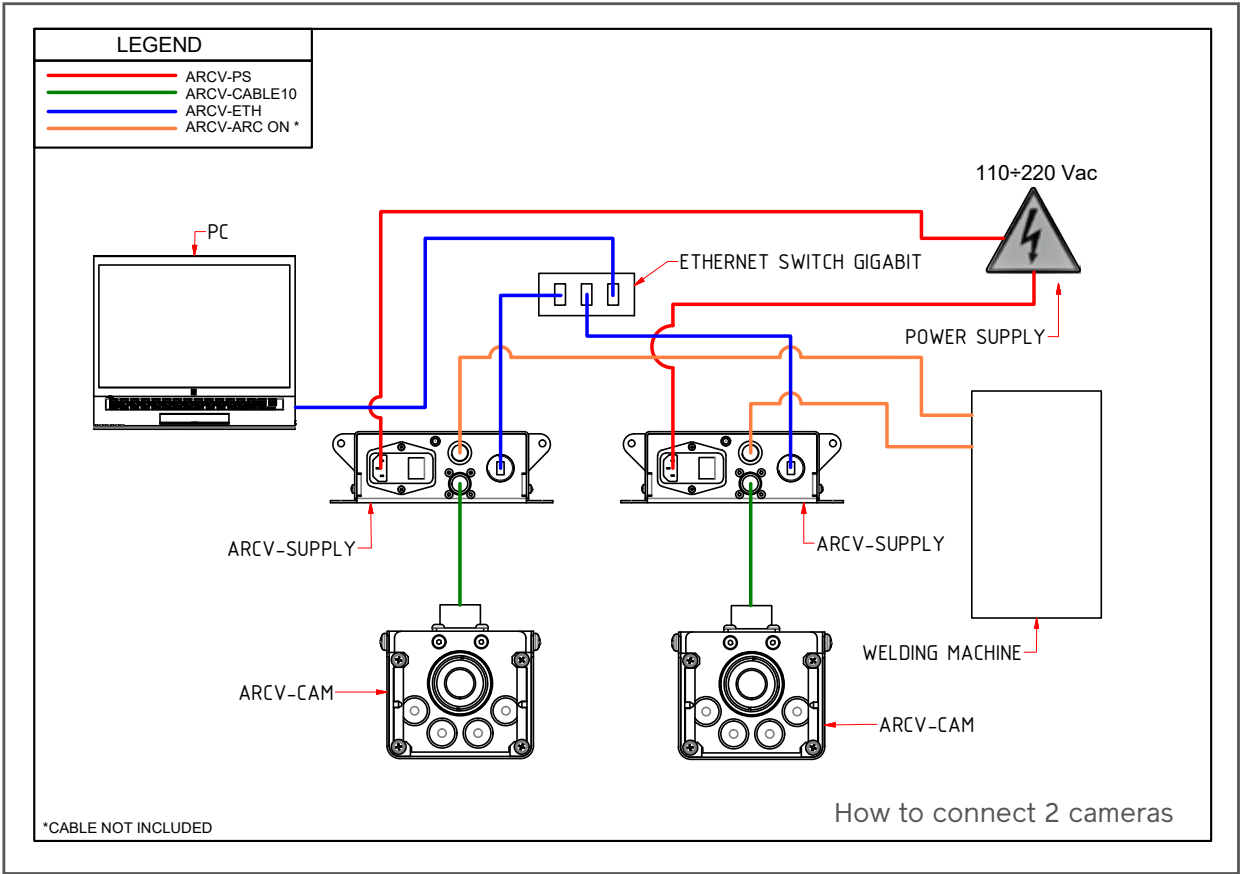 LEGEND
ARCV-PS
ARCV-CABLE10
ARCV-ETH
ARCV-ARC ON *
110÷220 Vac
PC
ETHERNET SWITCH GIGABIT
POWER SUPPLY
ARCV-SUPPLY
ARCV-SUPPLY
WELDING MACHINE
ARCV-CAM
ARCV-CAM
How to connect 2 cameras
*CABLE NOT INCLUDED